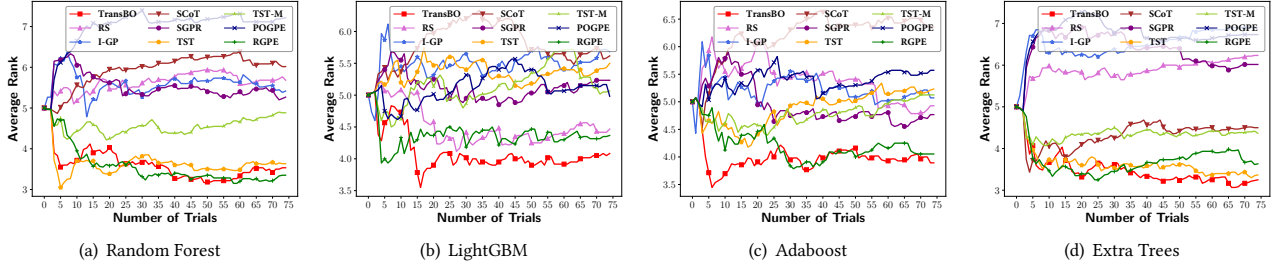 Average Rank
7
6
5
4
3
TransBO SCoT TST-M
RS SGPR POGPE
I-GP TST RGPE
0 5 10 15 20 25 30 35 40 45 50 55 60 65 70 75
Number of Trials
(a) Random Forest
Average Rank
6.0
5.5
5.0
4.5
4.0
3.5
TransBO SCoT TST-M
RS SGPR POGPE
I-GP TST RGPE
0 5 10 15 20 25 30 35 40 45 50 55 60 65 70 75
Number of Trials
(b) LightGBM
Average Rank
6.5
6.0
5.5
5.0
4.5
4.0
3.5
TransBO SCoT TST-M
RS SGPR POGPE
I-GP TST RGPE
0 5 10 15 20 25 30 35 40 45 50 55 60 65 70 75
Number of Trials
(c) Adaboost
Average Rank
7
6
5
4
3
TransBO SCoT TST-M
RS SGPR POGPE
I-GP TST RGPE
0 5 10 15 20 25 30 35 40 45 50 55 60 65 70 75
Number of Trials
(d) Extra Trees